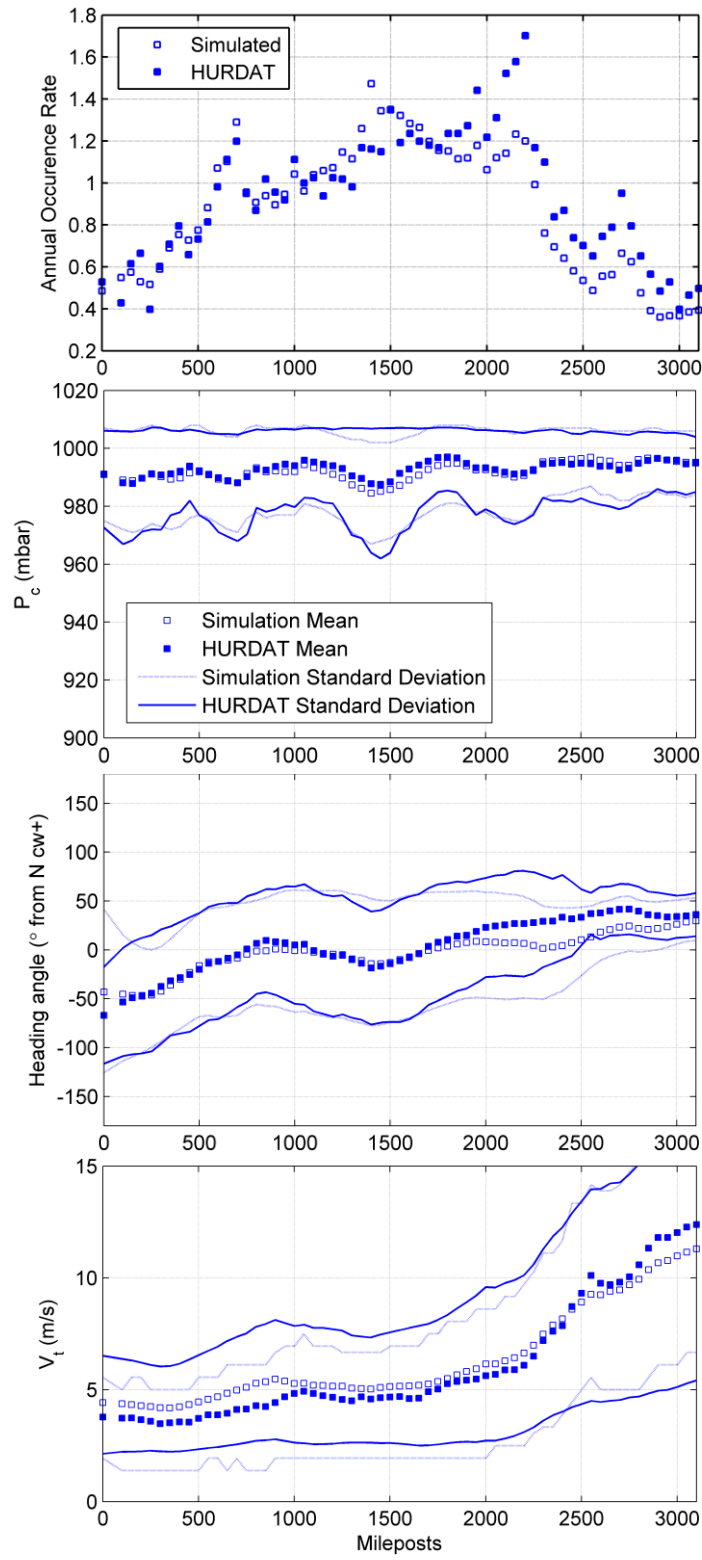 1.8
1.6
1.4
1.2
1
0.8
0.6
0.4
0.2
Annual Occurence Rate
Simulated
HURDAT
0 500 1000 1500 2000 2500 3000
1020
1000
980
960
940
920
900
P_c (mbar)
Simulation Mean
HURDAT Mean
Simulation Standard Deviation
HURDAT Standard Deviation
0 500 1000 1500 2000 2500 3000
150
100
50
0
-50
-100
-150
Heading angle (° from N cw+)
0 500 1000 1500 2000 2500 3000
15
10
5
0
V_t (m/s)
0 500 1000 1500 2000 2500 3000
Mileposts